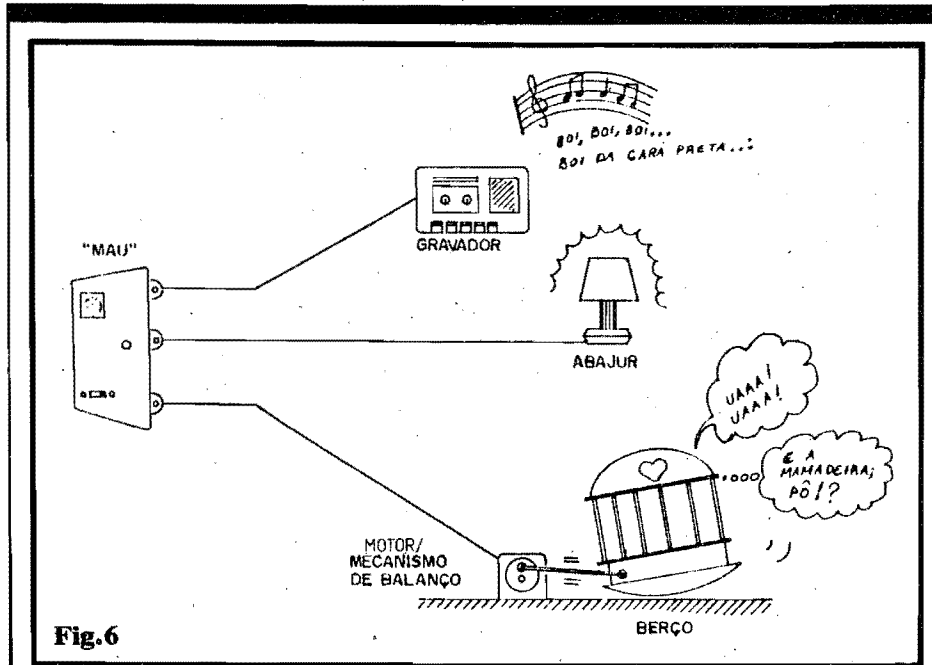 BOI, BOI, BOI...
BOI DA CARA PRETA...
GRAVADOR
"MAU"
ABAJUR
UAAA!
UAAA!
E A
MAMADEIRA,
PÔ!?
MOTOR/
MECANISMO
DE BALANÇO
BERÇO
Fig.6